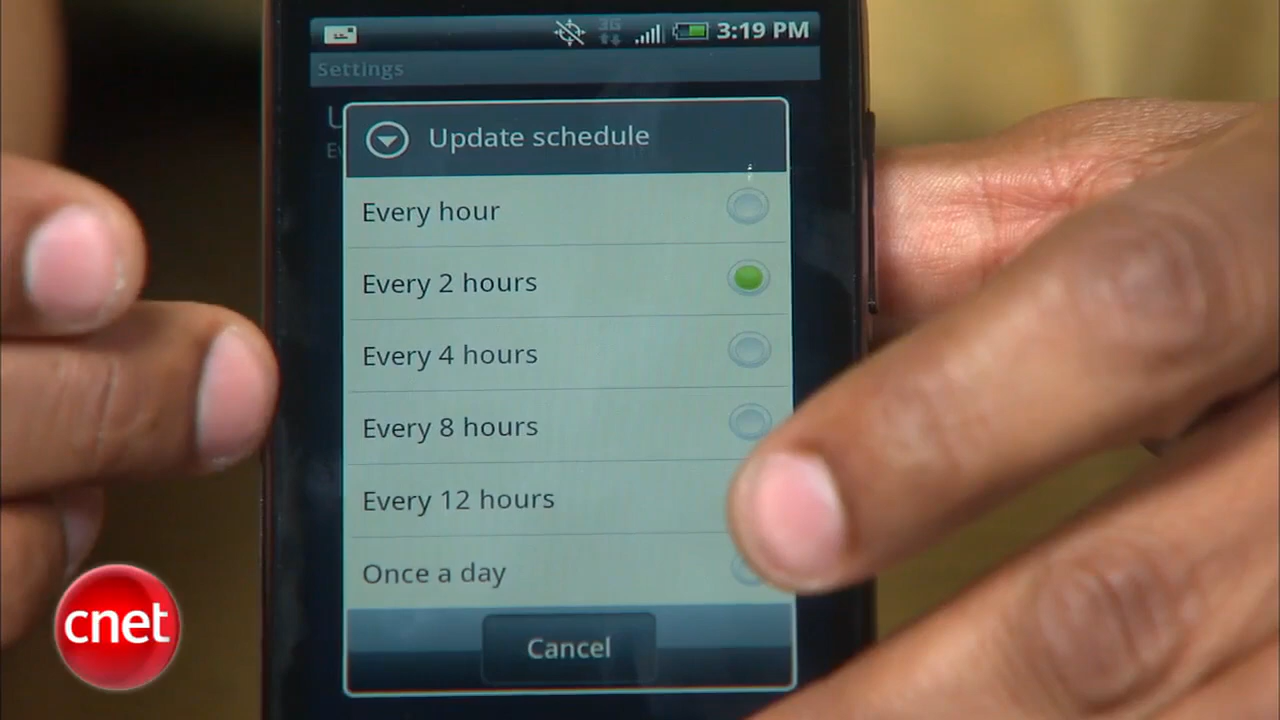 3G
3:19 PM
Settings
Update schedule
Every hour
Every 2 hours
Every 4 hours
Every 8 hours
Every 12 hours
Once a day
Cancel
cnet